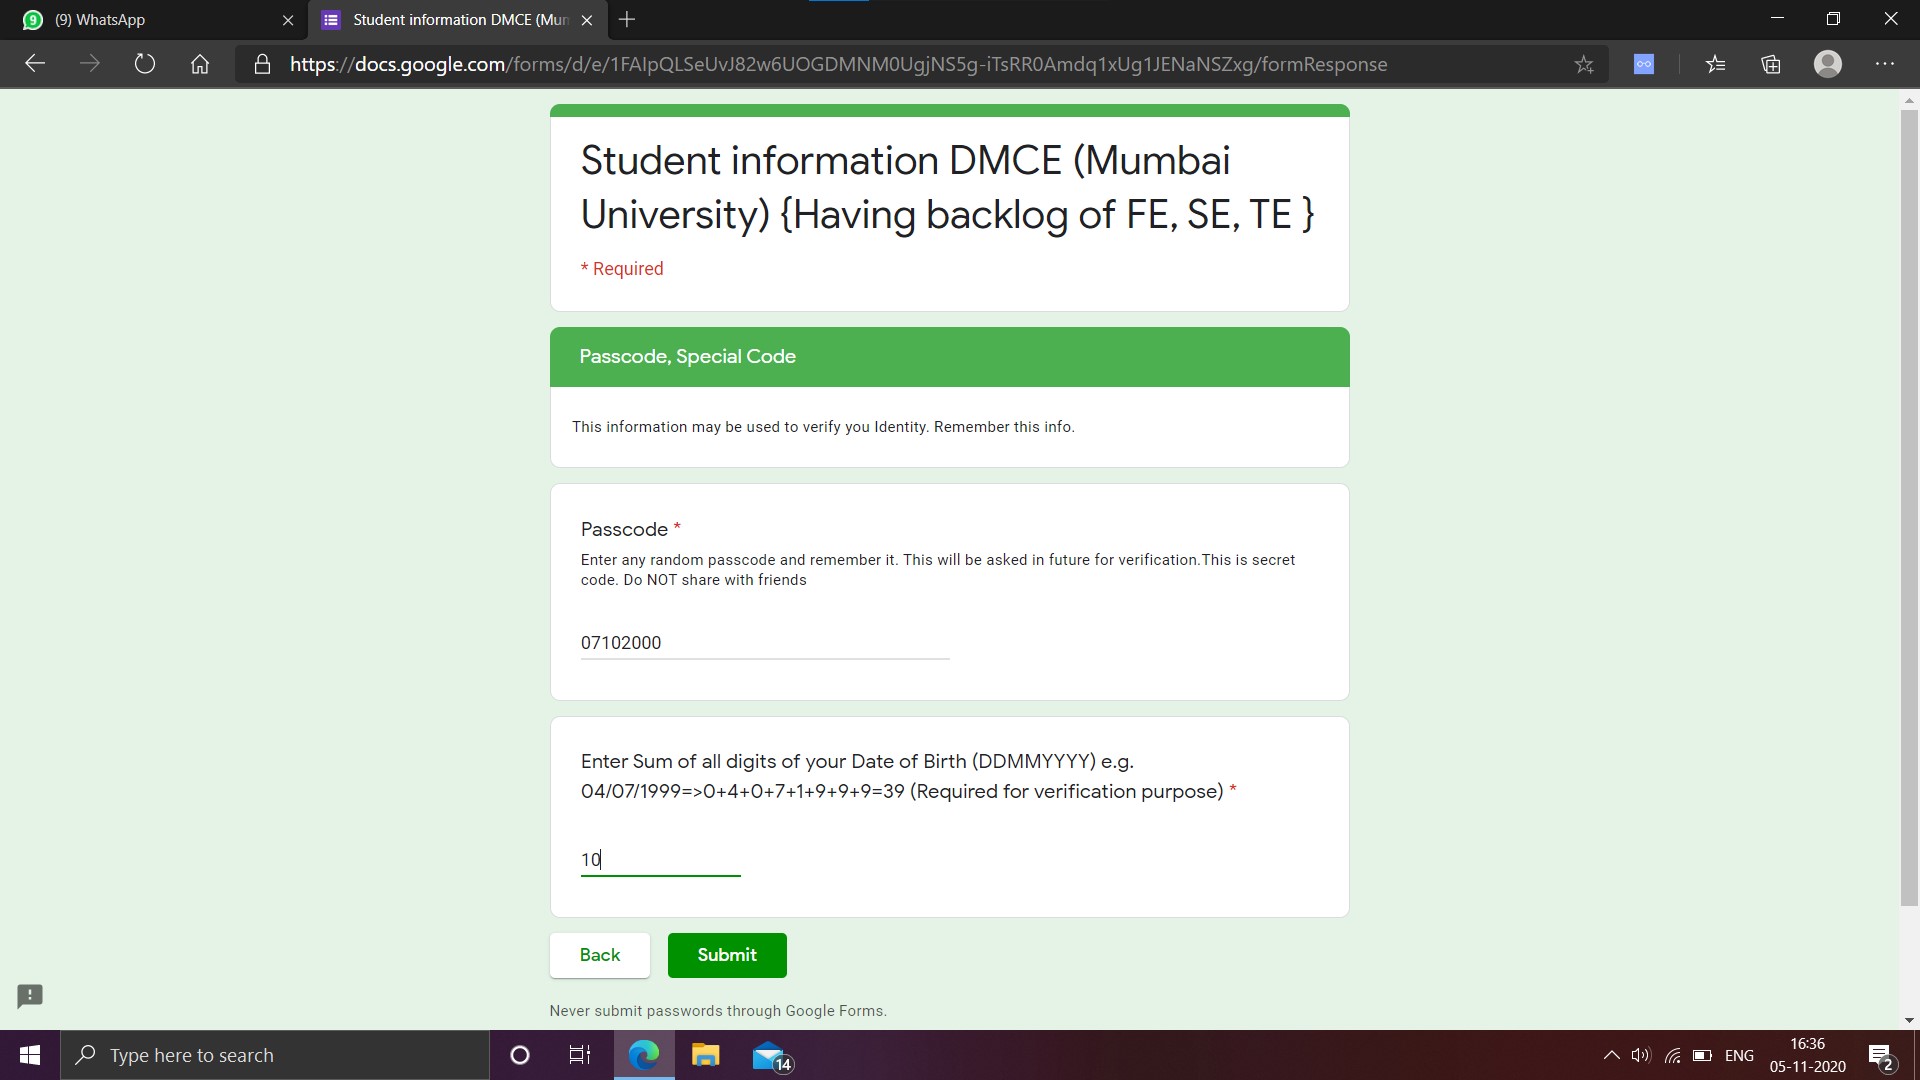 (9) WhatsApp
Student information DMCE (Mun
https://docs.google.com/forms/d/e/1FAIpQLSeUvJ82w6UOGDMNM0UgjNS5g-iTsRR0Amdq1xUg1JENaNSZxg/formResponse
Student information DMCE (Mumbai
University) {Having backlog of FE, SE, TE }
* Required
Passcode, Special Code
This information may be used to verify you Identity. Remember this info.
Passcode *
Enter any random passcode and remember it. This will be asked in future for verification.This is secret
code. Do NOT share with friends
07102000
Enter Sum of all digits of your Date of Birth (DDMMYYYY) e.g.
04/07/1999=>0+4+0+7+1+9+9+9=39 (Required for verification purpose) *
10
Back
Submit
Never submit passwords through Google Forms.
Type here to search
14
ENG
16:36
05-11-2020
2